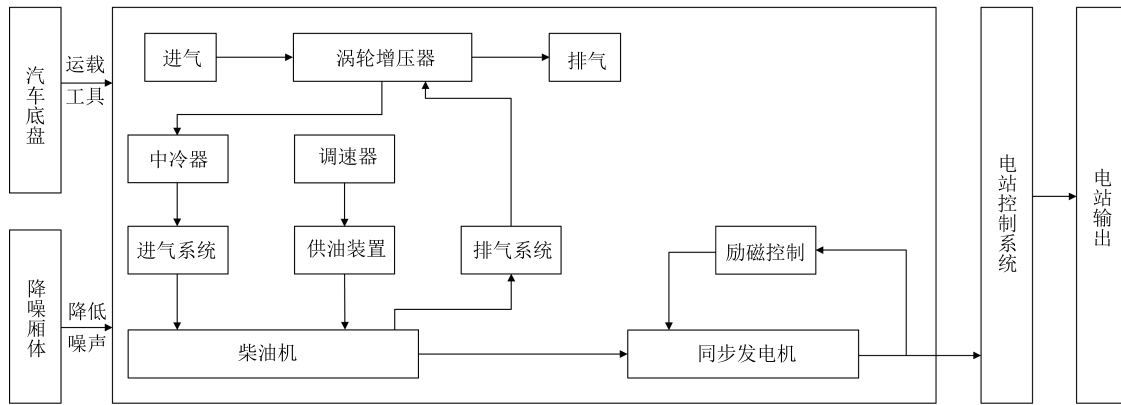 汽车底盘
运载
工具
进气
涡轮增压器
排气
中冷器
调速器
进气系统
供油装置
排气系统
励磁控制
降噪厢体
降低
噪声
柴油机
同步发电机
电站控制系统
电站输出